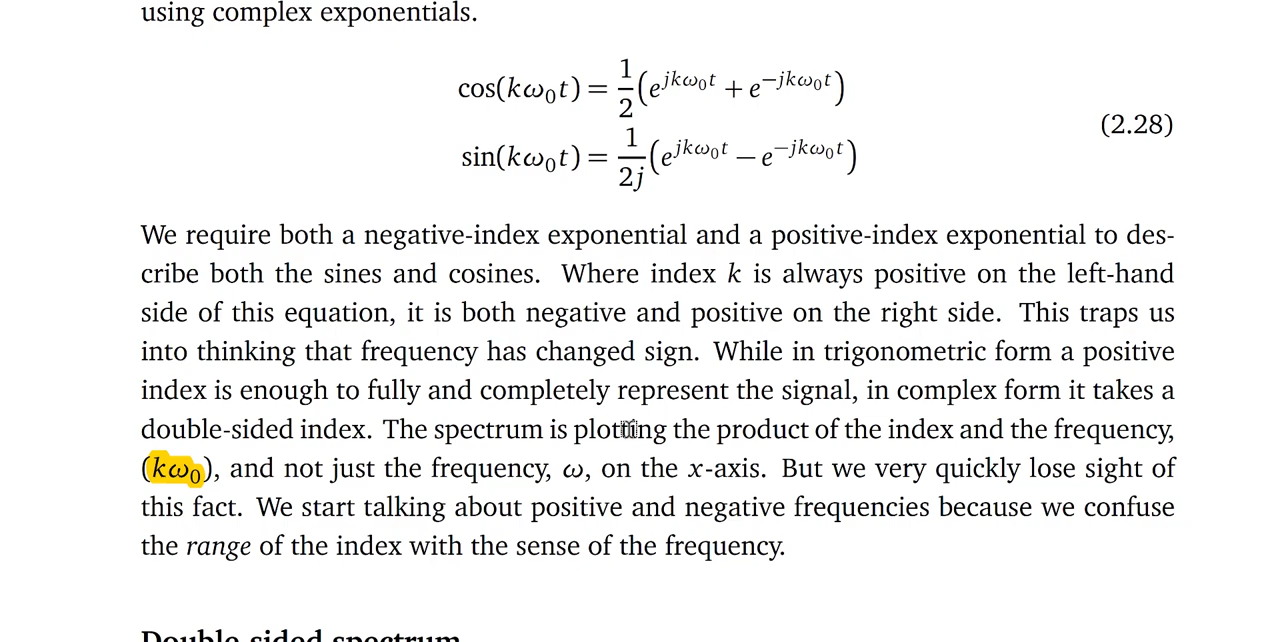 using complex exponentials.
cos(kω₀t) = 1/2 (e^{jkω₀t} + e^{−jkω₀t})
(2.28)
sin(kω₀t) = 1/2j (e^{jkω₀t} − e^{−jkω₀t})
We require both a negative-index exponential and a positive-index exponential to des-
cribe both the sines and cosines. Where index k is always positive on the left-hand
side of this equation, it is both negative and positive on the right side. This traps us
into thinking that frequency has changed sign. While in trigonometric form a positive
index is enough to fully and completely represent the signal, in complex form it takes a
double-sided index. The spectrum is plotting the product of the index and the frequency,
(kω₀), and not just the frequency, ω, on the x-axis. But we very quickly lose sight of
this fact. We start talking about positive and negative frequencies because we confuse
the range of the index with the sense of the frequency.
Double-sided spectrum